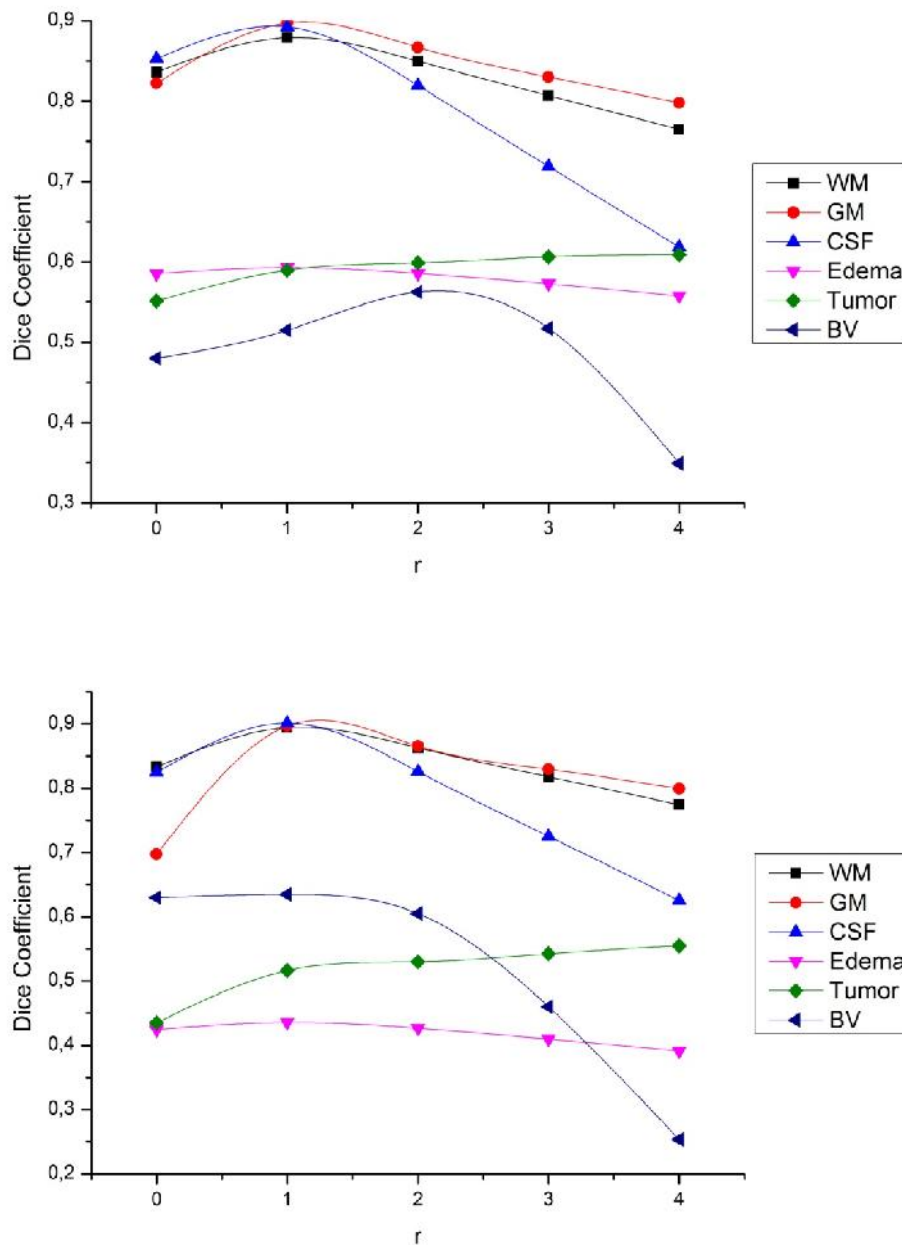 0,9
0,8
0,7
0,6
0,5
0,4
0,3
Dice Coefficient
0 1 2 3 4
r
WM
GM
CSF
Edema
Tumor
BV
0,9
0,8
0,7
0,6
0,5
0,4
0,3
0,2
Dice Coefficient
0 1 2 3 4
r
WM
GM
CSF
Edema
Tumor
BV